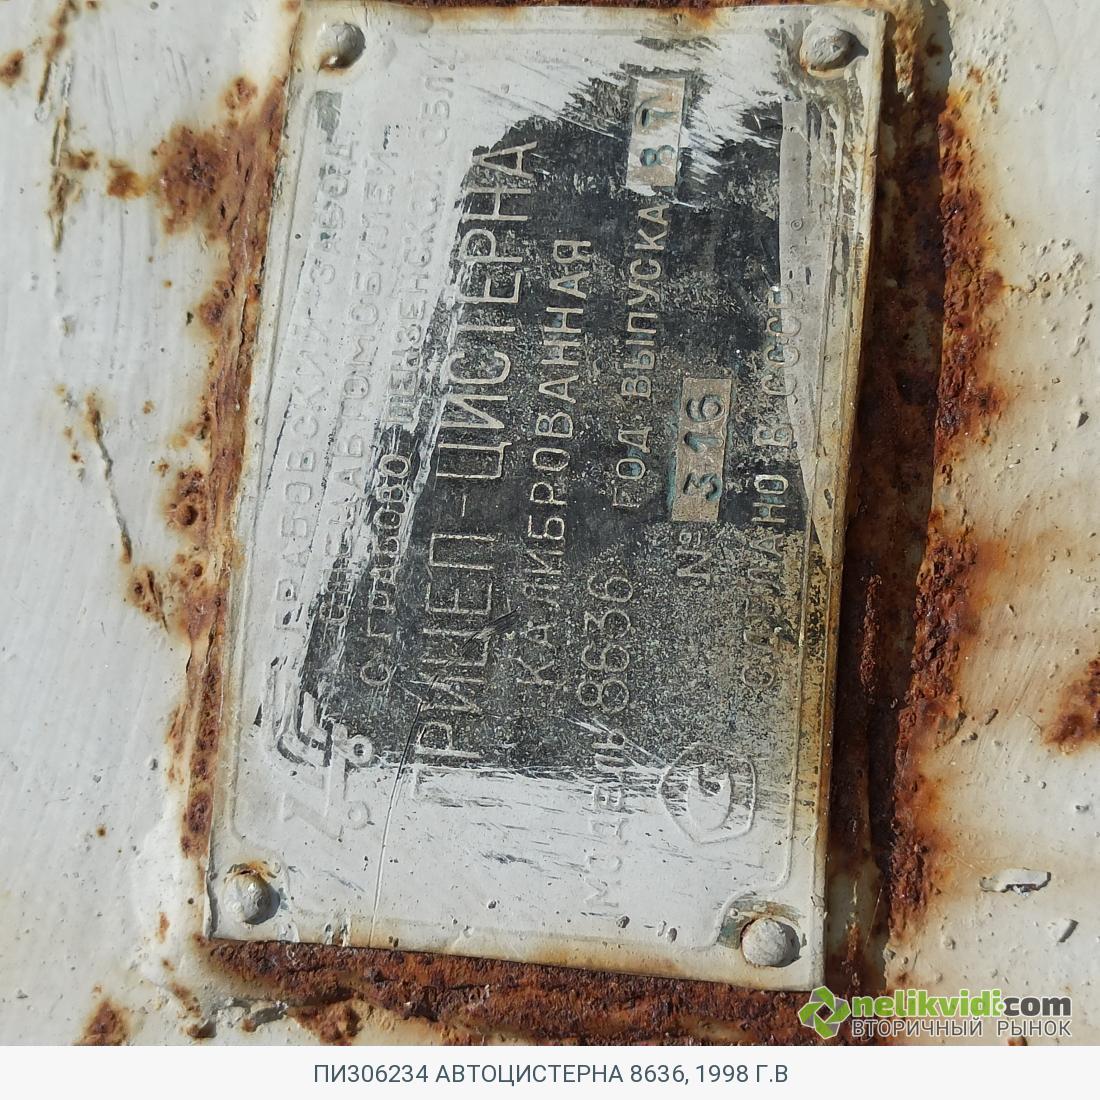 ГРАБОВСКИЙ ЗАВОД
СПЕЦАВТОМОБИЛЕЙ
С. ГРАБОВО ПЕНЗЕНСКОЙ ОБЛ.
ПРИЦЕП-ЦИСТЕРНА
КАЛИБРОВАННАЯ
МОДЕЛЬ 8636 ГОД ВЫПУСКА 87
№ 316
СДЕЛАНО В СССР
nelikvidi.com
ВТОРИЧНЫЙ РЫНОК
ПИ306234 АВТОЦИСТЕРНА 8636, 1998 Г.В